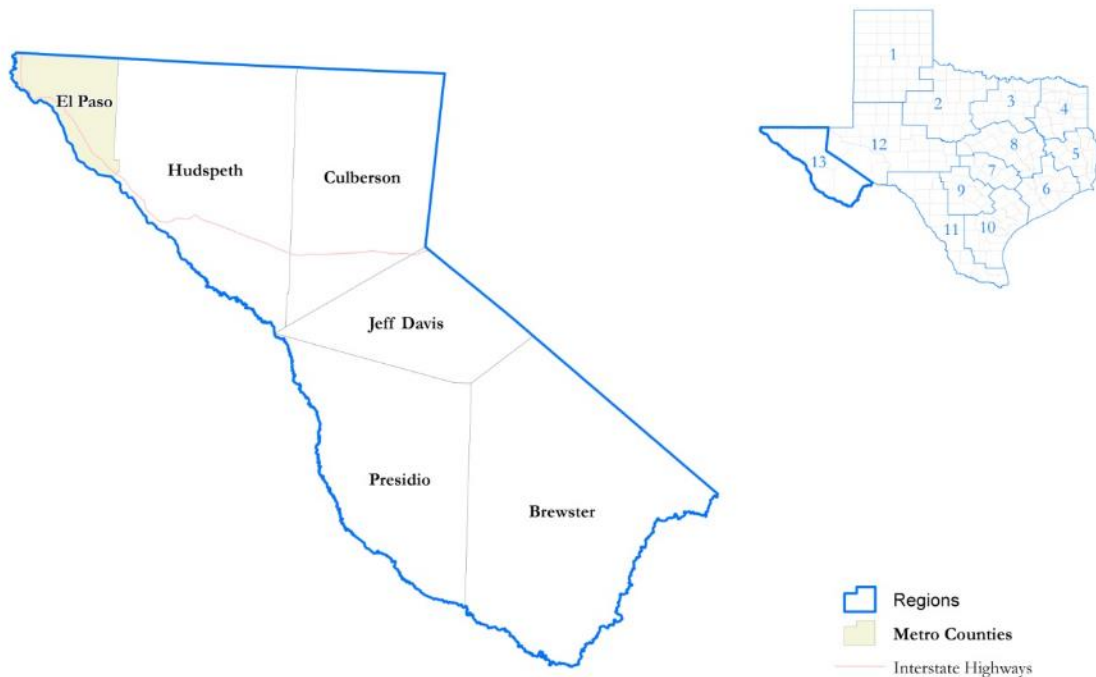 El Paso
Hudspeth
Culberson
Jeff Davis
Presidio
Brewster
1
2
3
4
12
8
5
13
7
9
6
11
10
Regions
Metro Counties
Interstate Highways